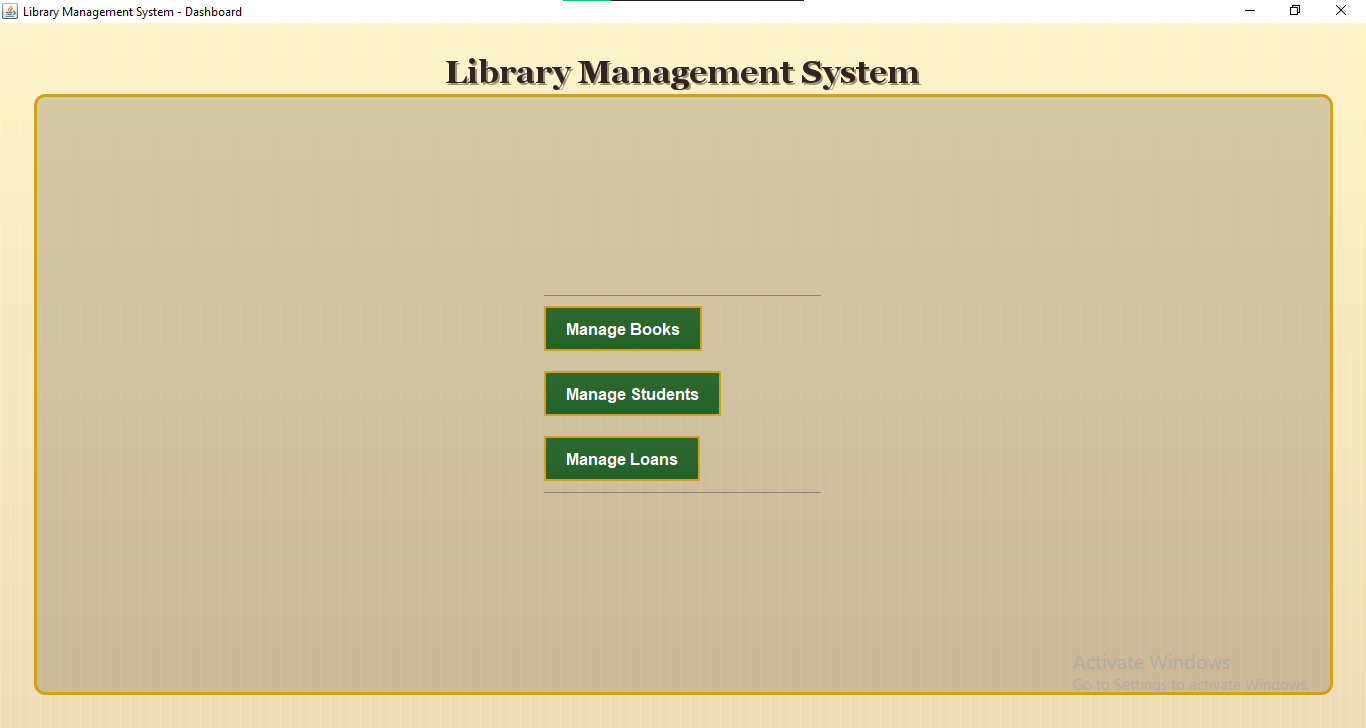 Library Management System - Dashboard
Library Management System
Manage Books
Manage Students
Manage Loans
Activate Windows
Go to Settings to activate Windows.